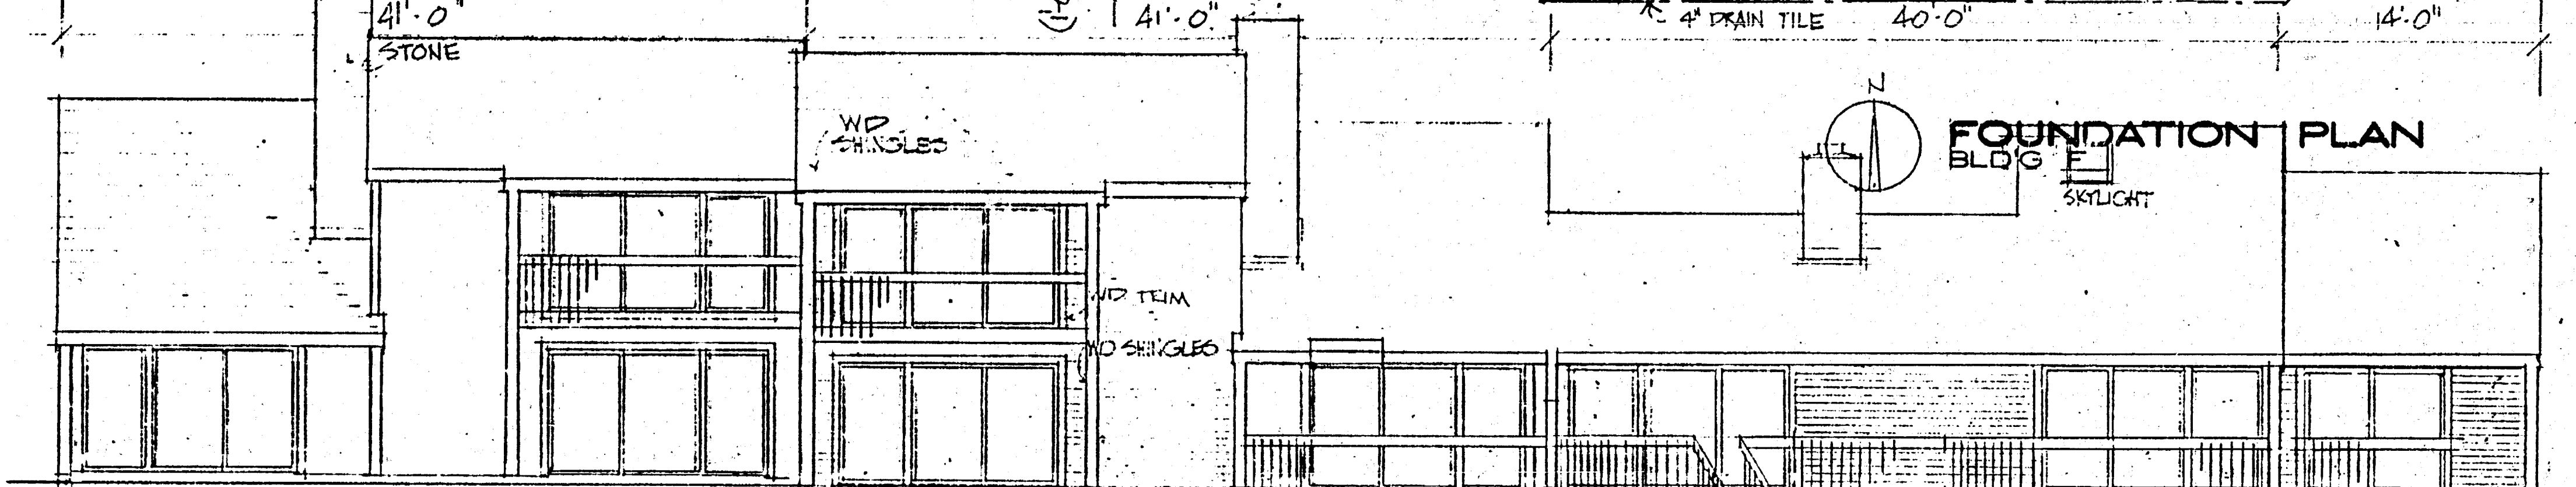 41'-0"
41'-0"
4" DRAIN TILE
40'-0"
14'-0"
STONE
WD
SHINGLES
N
FOUNDATION PLAN
BLD'G E
SKYLIGHT
WD TRIM
WD SHINGLES